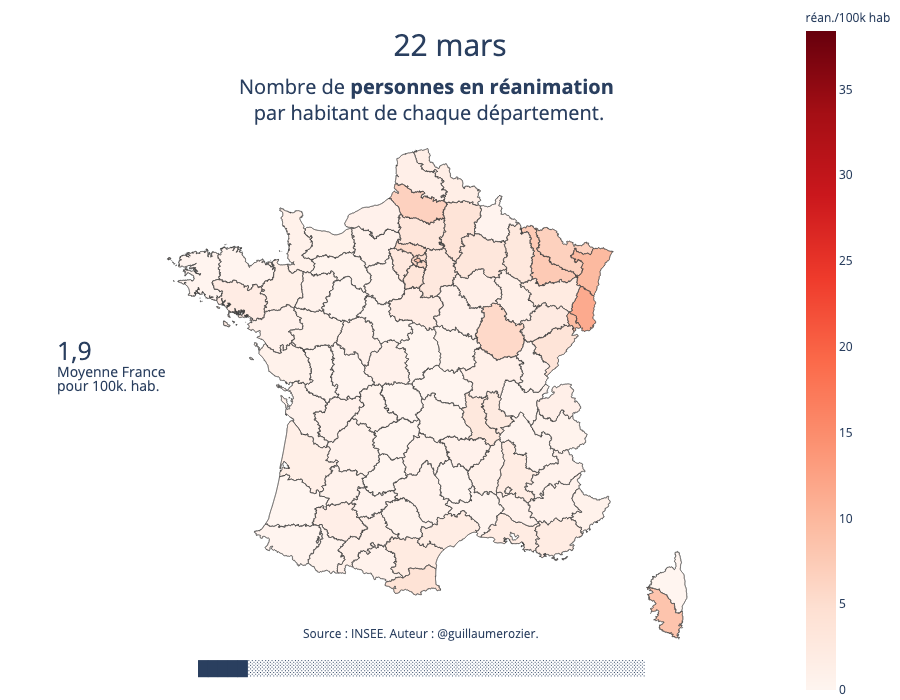 22 mars
Nombre de personnes en réanimation
par habitant de chaque département.
réan./100k hab
35
30
25
20
15
10
5
0
1,9
Moyenne France
pour 100k. hab.
Source : INSEE. Auteur : @guillaumerozier.